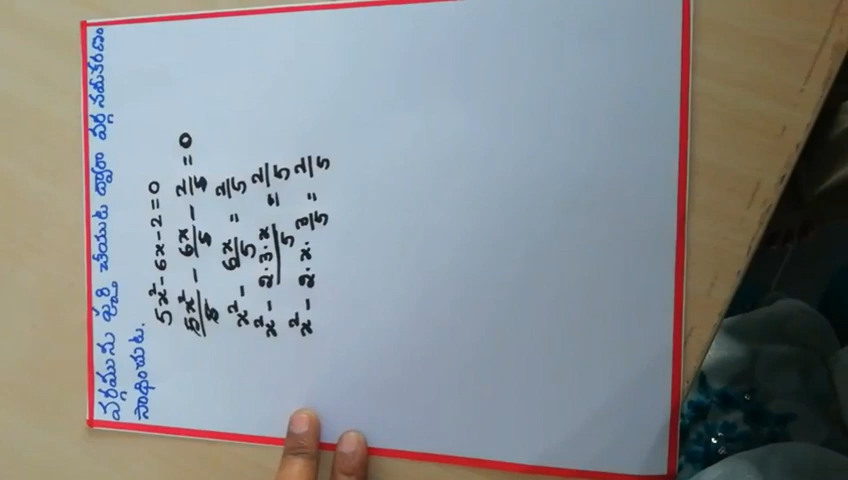 వర్గమును పూర్తి చేయుట ద్వారా వర్గ సమీకరణం
సాధించుట.
5x² - 6x - 2 = 0
5x²/5 - 6x/5 - 2/5 = 0
x² - 6x/5 = 2/5
x² - 2·3·x/5 = 2/5
x² - 2·x·3/5 = 2/5